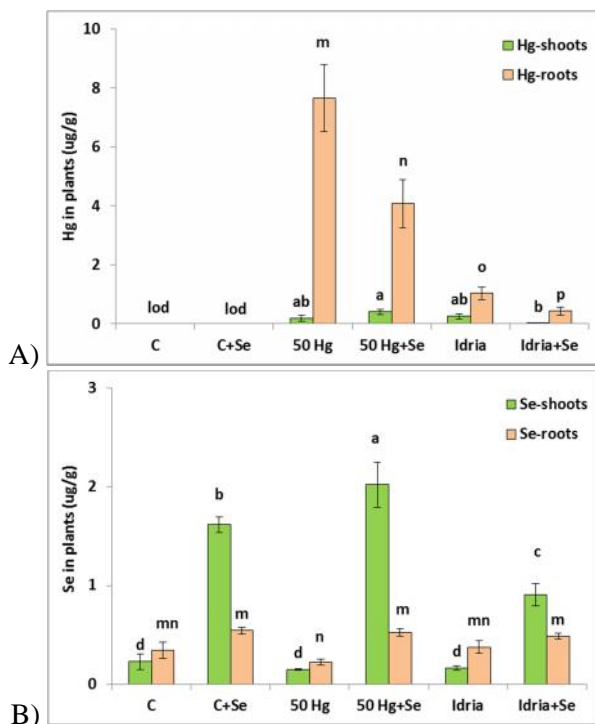 10
8
6
4
2
0
Hg in plants (ug/g)
Hg-shoots
Hg-roots
lod
lod
ab
m
a
n
ab
o
b
p
C
C+Se
50 Hg
50 Hg+Se
Idria
Idria+Se
A)
3
2
1
0
Se in plants (ug/g)
Se-shoots
Se-roots
d
mn
b
m
d
n
a
m
d
mn
c
m
C
C+Se
50 Hg
50 Hg+Se
Idria
Idria+Se
B)